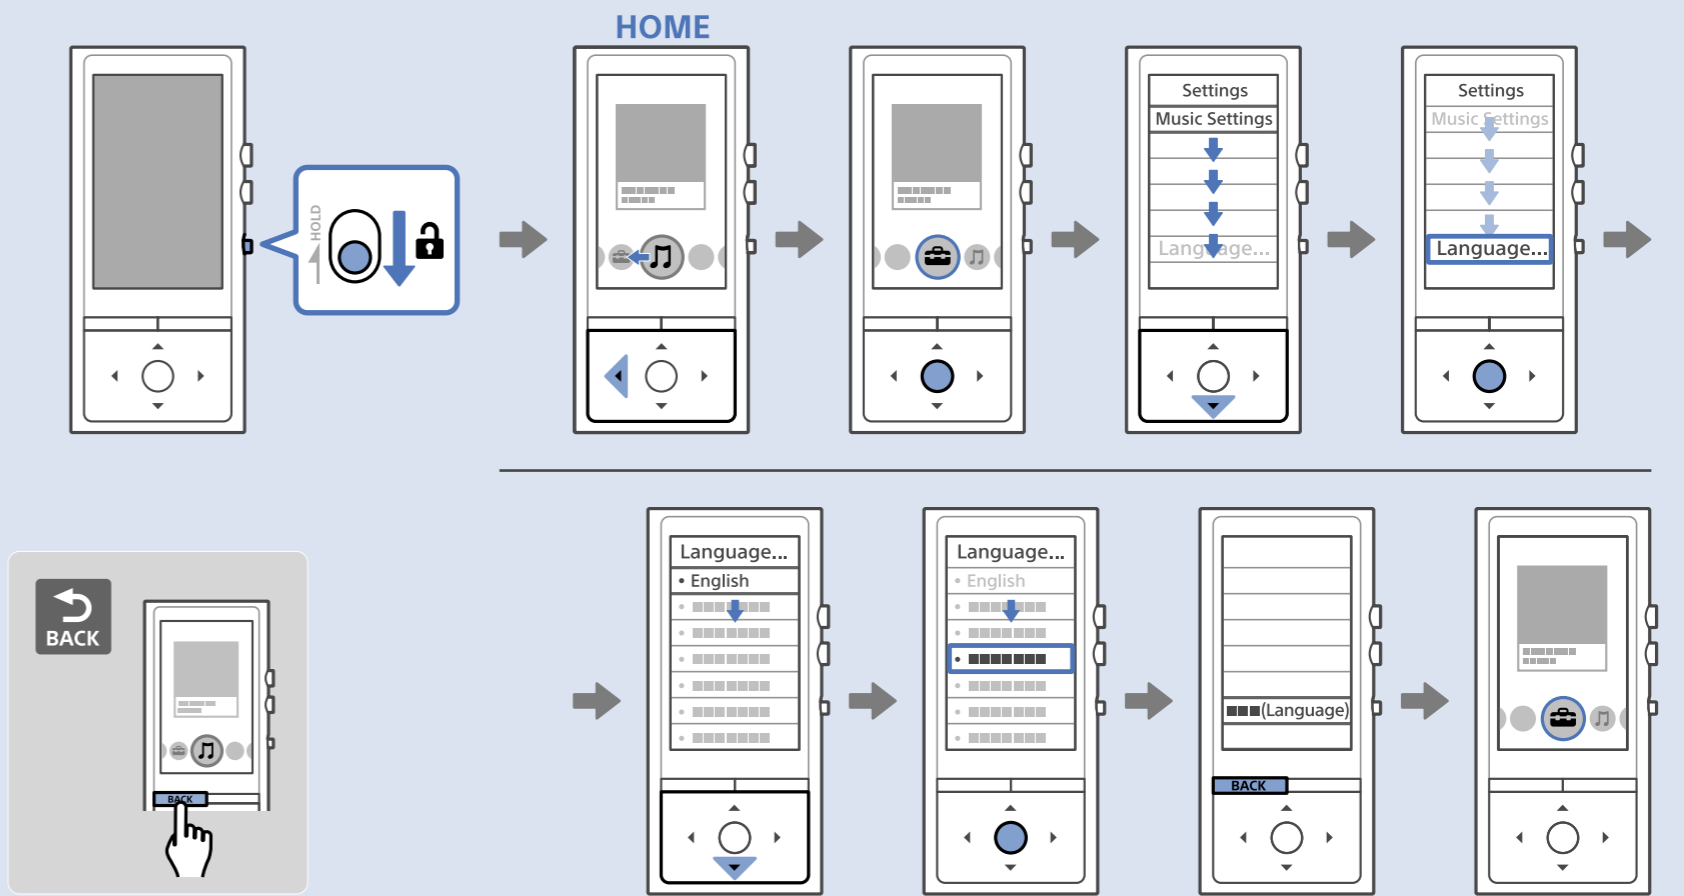 HOME
HOLD
Settings
Music Settings
Language...
Settings
Music Settings
Language...
BACK
BACK
Language...
• English
Language...
• English
(Language)
BACK